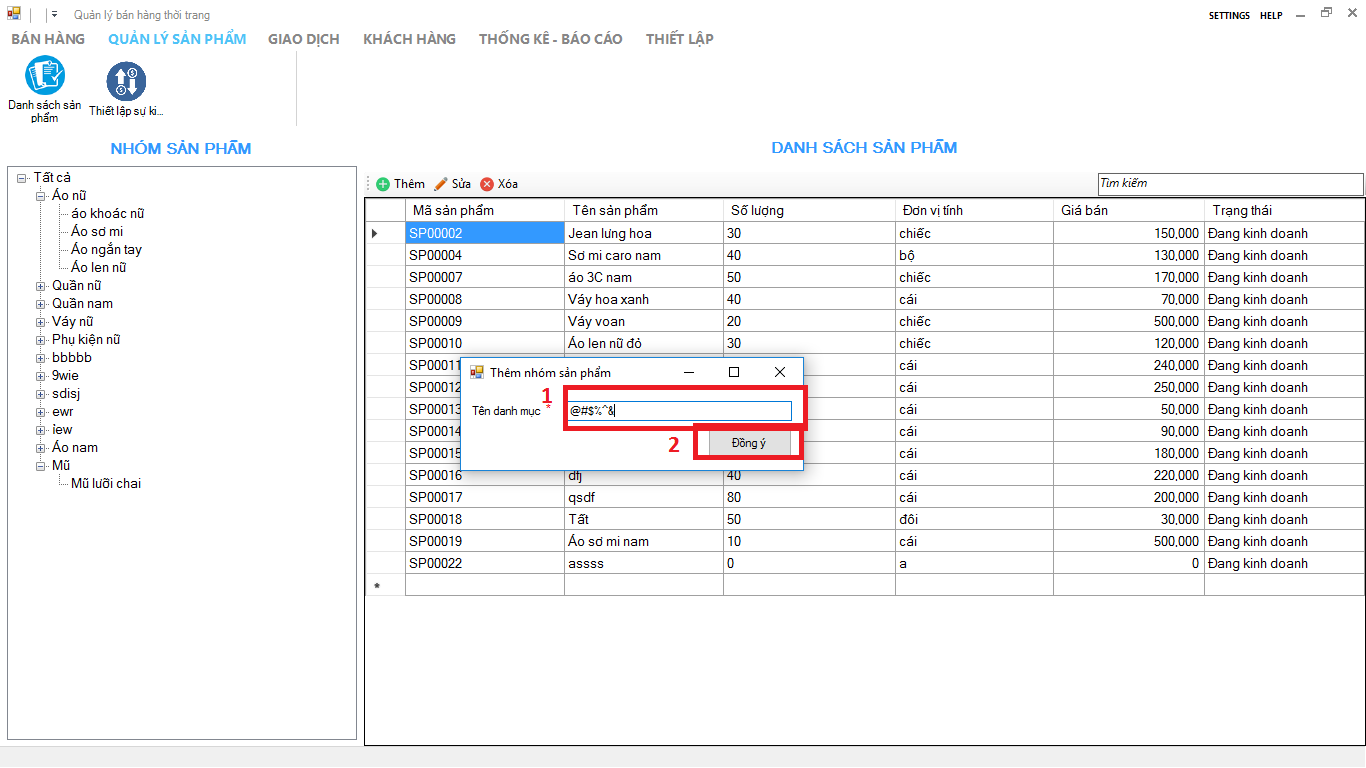 Quản lý bán hàng thời trang
SETTINGS HELP
BÁN HÀNG QUẢN LÝ SẢN PHẨM GIAO DỊCH KHÁCH HÀNG THỐNG KÊ - BÁO CÁO THIẾT LẬP
Danh sách sản phẩm
Thiết lập sự ki...
NHÓM SẢN PHẨM
Tất cả
Áo nữ
áo khoác nữ
Áo sơ mi
Áo ngắn tay
Áo len nữ
Quần nữ
Quần nam
Váy nữ
Phụ kiện nữ
bbbbb
9wie
sdisj
ewr
iew
Áo nam
Mũ
Mũ lưỡi chai
DANH SÁCH SẢN PHẨM
Thêm Sửa Xóa
Tìm kiếm
Mã sản phẩm Tên sản phẩm Số lượng Đơn vị tính Giá bán Trạng thái
SP00002 Jean lưng hoa 30 chiếc 150,000 Đang kinh doanh
SP00004 Sơ mi caro nam 40 bộ 130,000 Đang kinh doanh
SP00007 áo 3C nam 50 chiếc 170,000 Đang kinh doanh
SP00008 Váy hoa xanh 40 cái 70,000 Đang kinh doanh
SP00009 Váy voan 20 chiếc 500,000 Đang kinh doanh
SP00010 Áo len nữ đỏ 30 chiếc 120,000 Đang kinh doanh
SP00011 cái 240,000 Đang kinh doanh
SP00012 cái 250,000 Đang kinh doanh
SP00013 cái 50,000 Đang kinh doanh
SP00014 cái 90,000 Đang kinh doanh
SP00015 cái 180,000 Đang kinh doanh
SP00016 dfj 40 cái 220,000 Đang kinh doanh
SP00017 qsdf 80 cái 200,000 Đang kinh doanh
SP00018 Tất 50 đôi 30,000 Đang kinh doanh
SP00019 Áo sơ mi nam 10 cái 500,000 Đang kinh doanh
SP00022 assss 0 a 0 Đang kinh doanh
Thêm nhóm sản phẩm
1
Tên danh mục * @#$%^&
2
Đồng ý